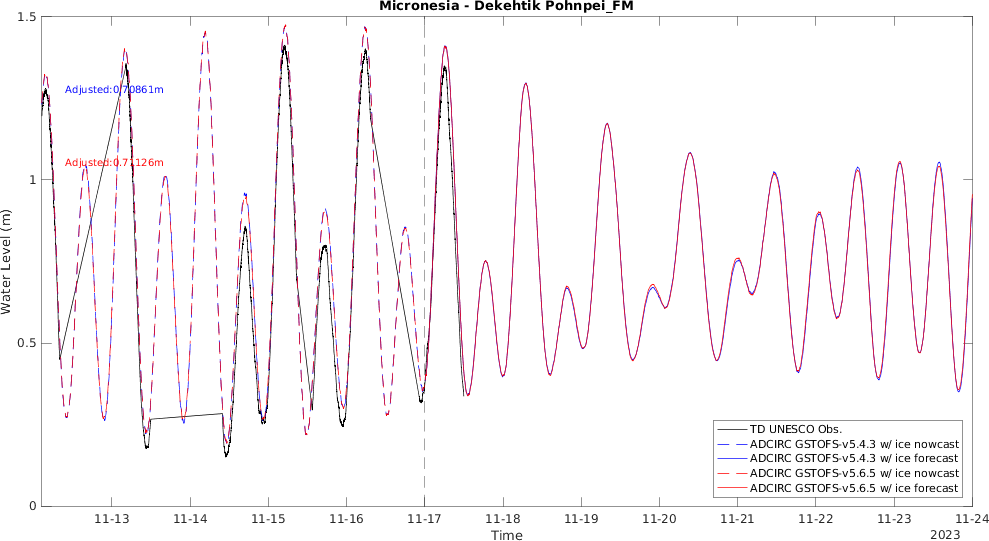 Micronesia - Dekehtik Pohnpei_FM
Water Level (m)
1.5
1
0.5
0
Adjusted:0.70861m
Adjusted:0.71126m
TD UNESCO Obs.
ADCIRC GSTOFS-v5.4.3 w/ ice nowcast
ADCIRC GSTOFS-v5.4.3 w/ ice forecast
ADCIRC GSTOFS-v5.6.5 w/ ice nowcast
ADCIRC GSTOFS-v5.6.5 w/ ice forecast
11-13 11-14 11-15 11-16 11-17 11-18 11-19 11-20 11-21 11-22 11-23 11-24
Time
2023